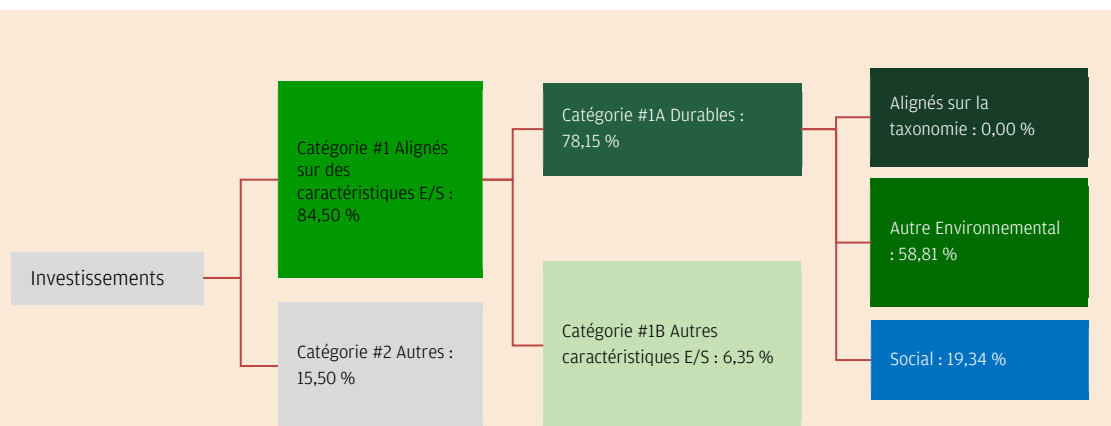 Investissements
Catégorie #1 Alignés
sur des
caractéristiques E/S :
84,50 %
Catégorie #2 Autres :
15,50 %
Catégorie #1A Durables :
78,15 %
Catégorie #1B Autres
caractéristiques E/S : 6,35 %
Alignés sur la
taxonomie : 0,00 %
Autre Environnemental
: 58,81 %
Social : 19,34 %